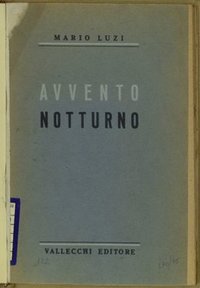 MARIO LUZI
AVVENTO
NOTTURNO
VALLECCHI EDITORE